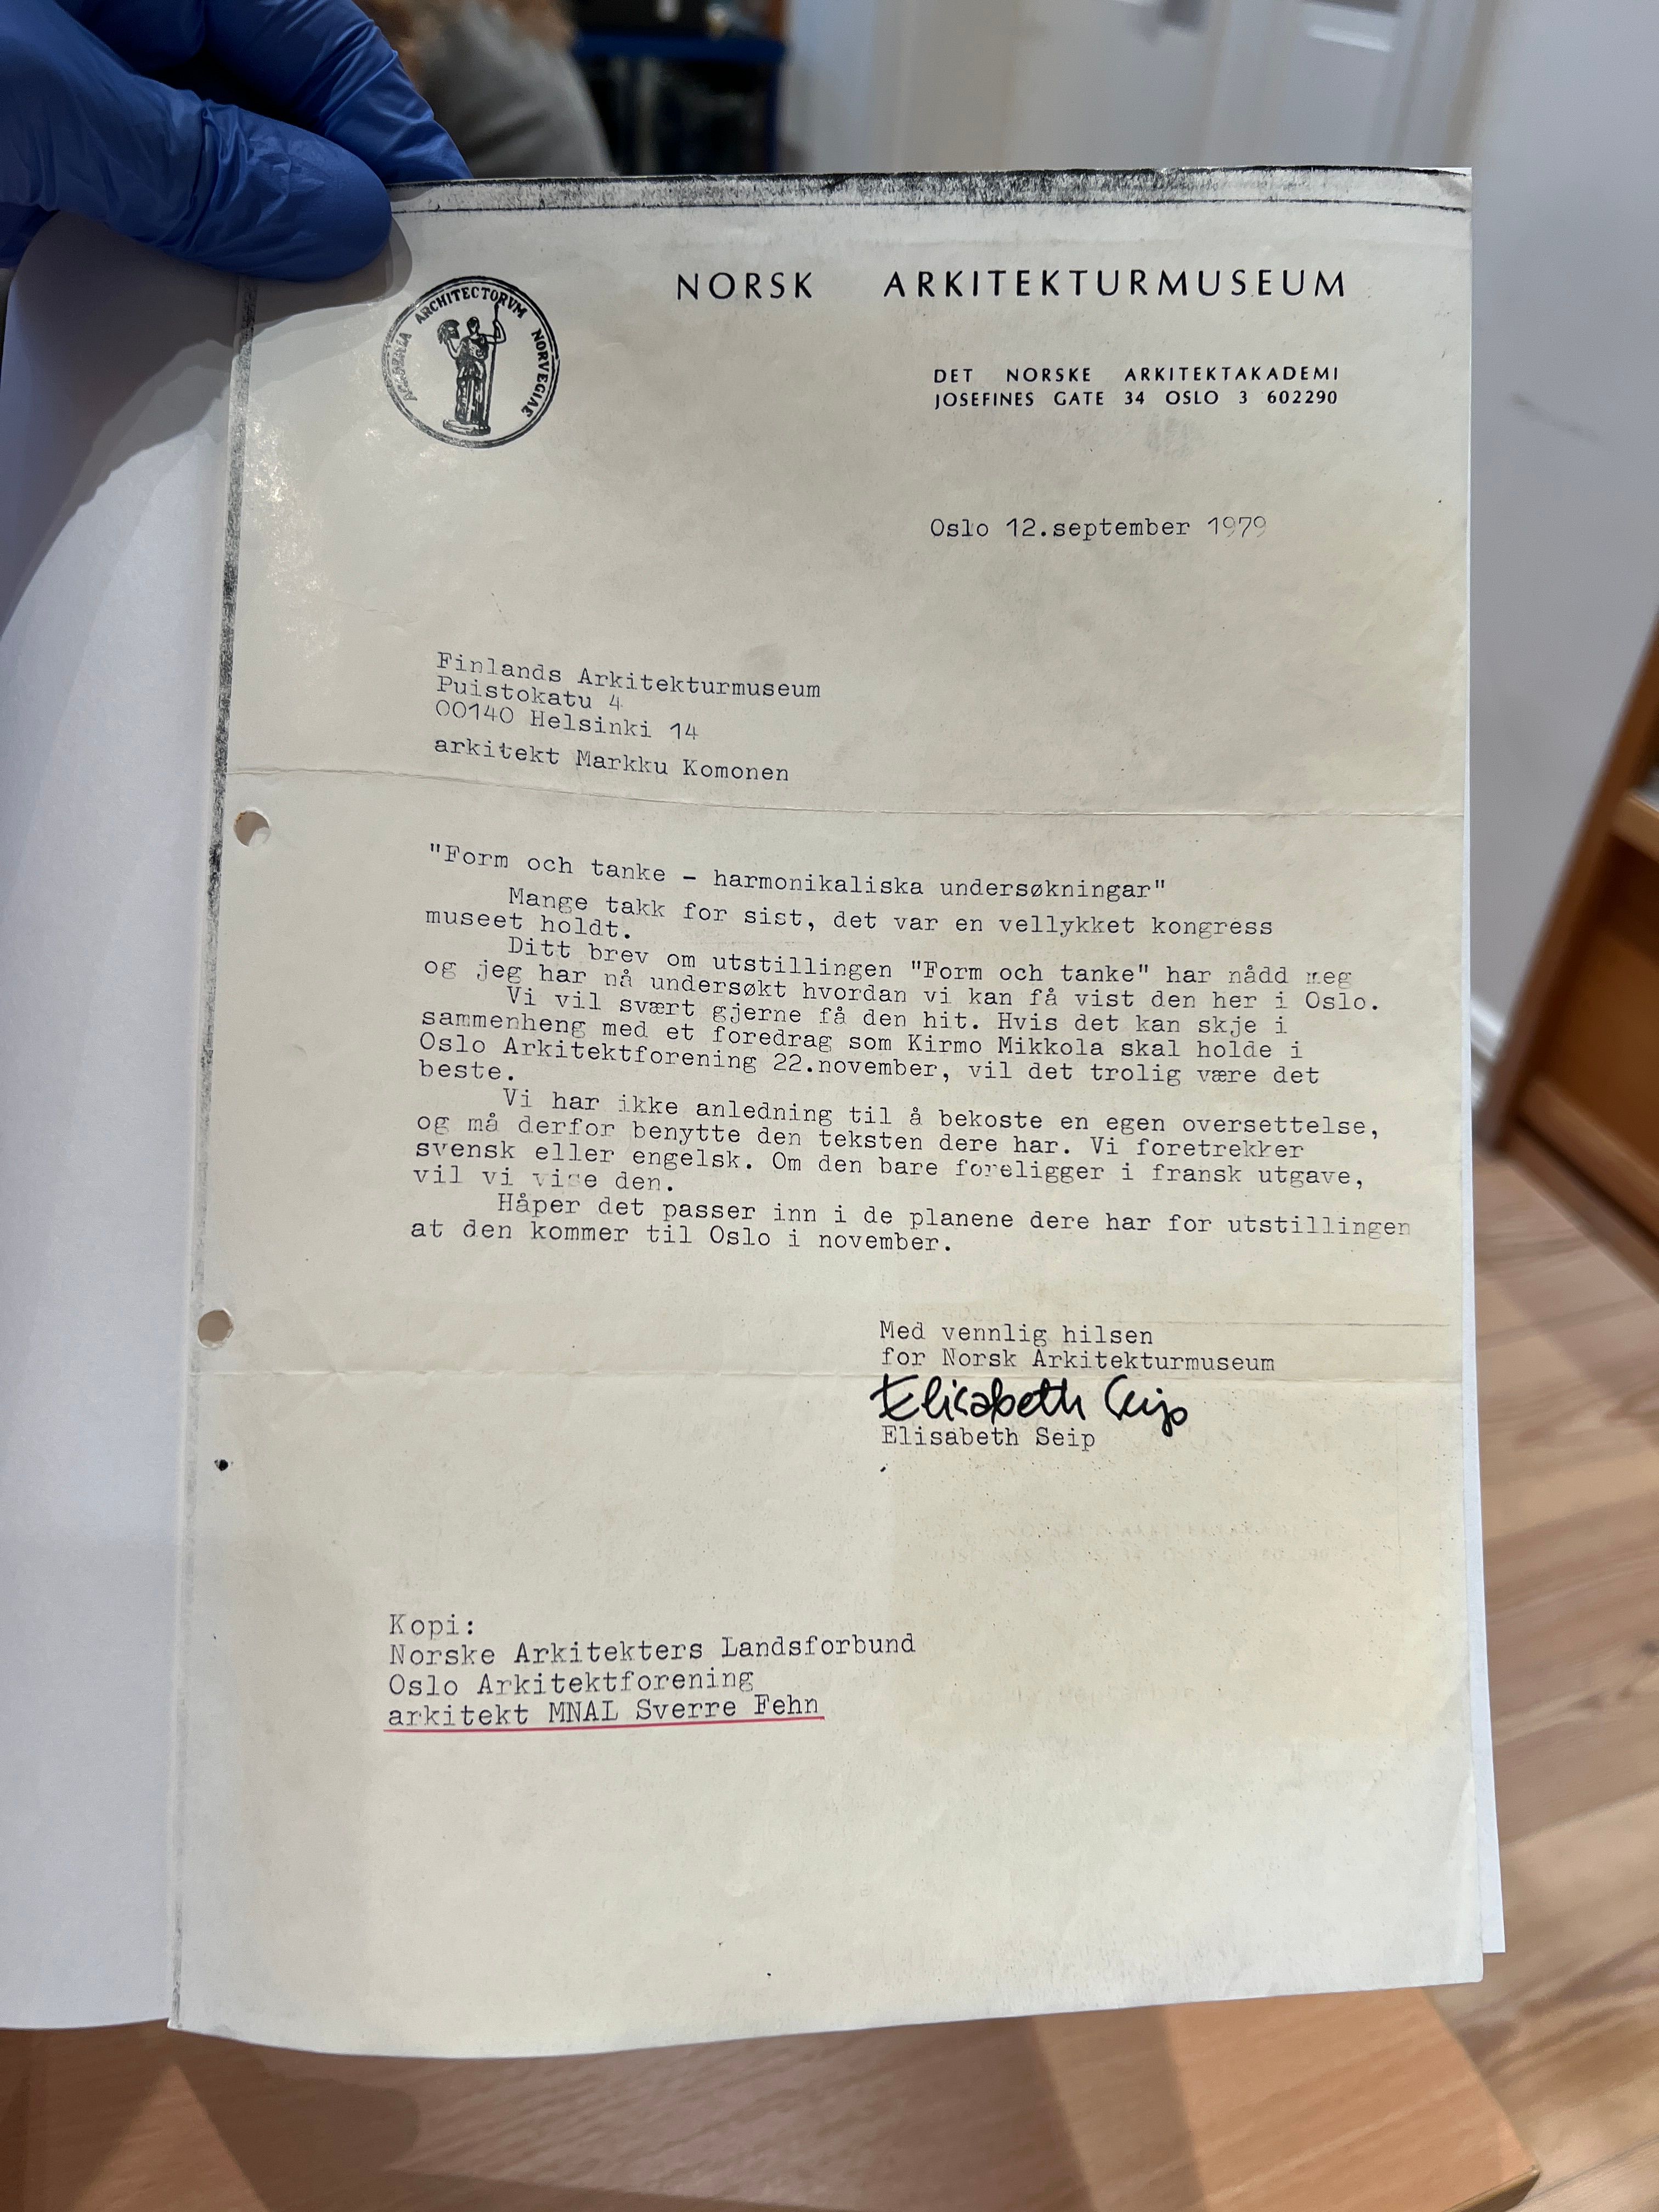 NORSK ARKITEKTURMUSEUM
ARCHITECTORVM NORVEGIAE
DET NORSKE ARKITEKTAKADEMI
JOSEFINES GATE 34 OSLO 3 602290
Oslo 12.september 1979
Finlands Arkitekturmuseum
Puistokatu 4
00140 Helsinki 14
arkitekt Markku Komonen
"Form och tanke - harmonikaliska undersøkningar"
Mange takk for sist, det var en vellykket kongress
museet holdt.
Ditt brev om utstillingen "Form och tanke" har nådd meg
og jeg har nå undersøkt hvordan vi kan få vist den her i Oslo.
Vi vil svært gjerne få den hit. Hvis det kan skje i
sammenheng med et foredrag som Kirmo Mikkola skal holde i
Oslo Arkitektforening 22.november, vil det trolig være det
beste.
Vi har ikke anledning til å bekoste en egen oversettelse,
og må derfor benytte den teksten dere har. Vi foretrekker
svensk eller engelsk. Om den bare foreligger i fransk utgave,
vil vi vise den.
Håper det passer inn i de planene dere har for utstillingen
at den kommer til Oslo i november.
Med vennlig hilsen
for Norsk Arkitekturmuseum
Elisabeth Seip
Elisabeth Seip
Kopi:
Norske Arkitekters Landsforbund
Oslo Arkitektforening
arkitekt MNAL Sverre Fehn